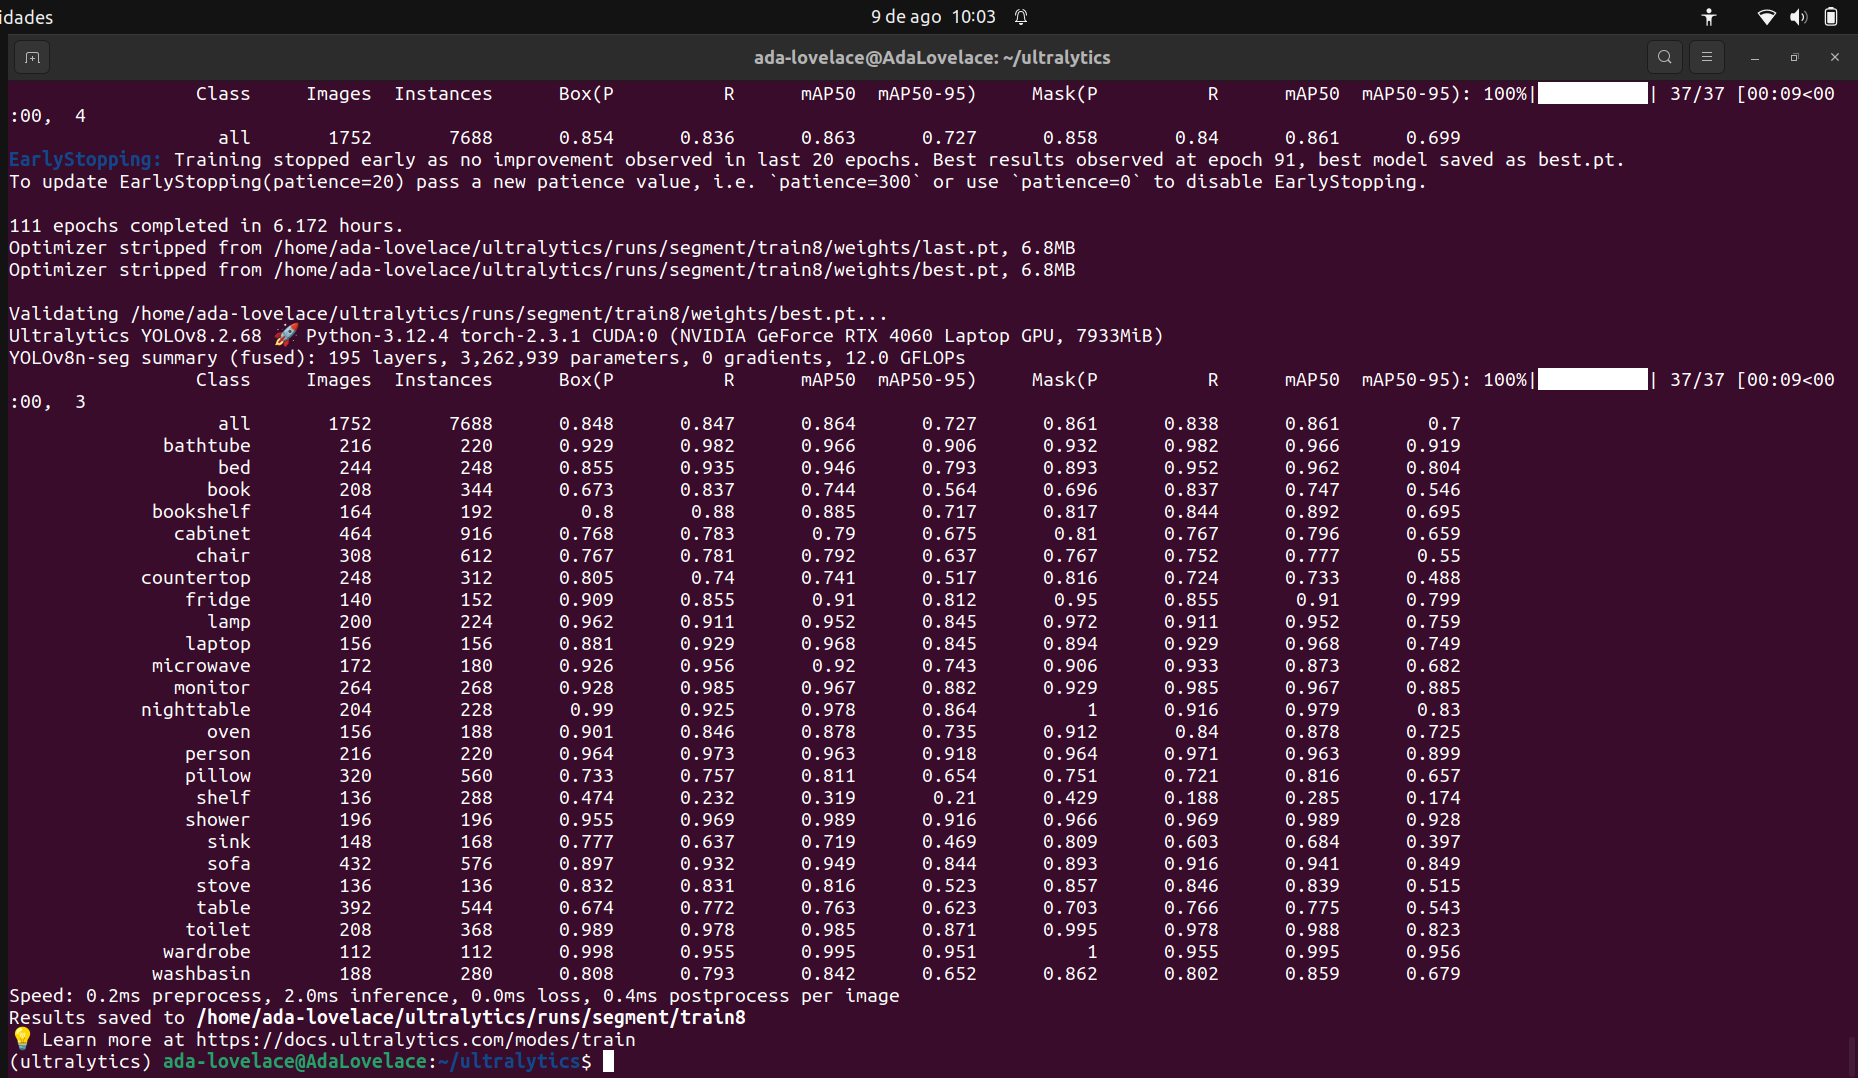 idades
9 de ago 10:03
ada-lovelace@AdaLovelace: ~/ultralytics
Class Images Instances Box(P R mAP50 mAP50-95) Mask(P R mAP50 mAP50-95): 100%| | 37/37 [00:09<00
:00, 4
all 1752 7688 0.854 0.836 0.863 0.727 0.858 0.84 0.861 0.699
EarlyStopping: Training stopped early as no improvement observed in last 20 epochs. Best results observed at epoch 91, best model saved as best.pt.
To update EarlyStopping(patience=20) pass a new patience value, i.e. `patience=300` or use `patience=0` to disable EarlyStopping.
111 epochs completed in 6.172 hours.
Optimizer stripped from /home/ada-lovelace/ultralytics/runs/segment/train8/weights/last.pt, 6.8MB
Optimizer stripped from /home/ada-lovelace/ultralytics/runs/segment/train8/weights/best.pt, 6.8MB
Validating /home/ada-lovelace/ultralytics/runs/segment/train8/weights/best.pt...
Ultralytics YOLOv8.2.68 🚀 Python-3.12.4 torch-2.3.1 CUDA:0 (NVIDIA GeForce RTX 4060 Laptop GPU, 7933MiB)
YOLOv8n-seg summary (fused): 195 layers, 3,262,939 parameters, 0 gradients, 12.0 GFLOPs
Class Images Instances Box(P R mAP50 mAP50-95) Mask(P R mAP50 mAP50-95): 100%| | 37/37 [00:09<00
:00, 3
all 1752 7688 0.848 0.847 0.864 0.727 0.861 0.838 0.861 0.7
bathtube 216 220 0.929 0.982 0.966 0.906 0.932 0.982 0.966 0.919
bed 244 248 0.855 0.935 0.946 0.793 0.893 0.952 0.962 0.804
book 208 344 0.673 0.837 0.744 0.564 0.696 0.837 0.747 0.546
bookshelf 164 192 0.8 0.88 0.885 0.717 0.817 0.844 0.892 0.695
cabinet 464 916 0.768 0.783 0.79 0.675 0.81 0.767 0.796 0.659
chair 308 612 0.767 0.781 0.792 0.637 0.767 0.752 0.777 0.55
countertop 248 312 0.805 0.74 0.741 0.517 0.816 0.724 0.733 0.488
fridge 140 152 0.909 0.855 0.91 0.812 0.95 0.855 0.91 0.799
lamp 200 224 0.962 0.911 0.952 0.845 0.972 0.911 0.952 0.759
laptop 156 156 0.881 0.929 0.968 0.845 0.894 0.929 0.968 0.749
microwave 172 180 0.926 0.956 0.92 0.743 0.906 0.933 0.873 0.682
monitor 264 268 0.928 0.985 0.967 0.882 0.929 0.985 0.967 0.885
nighttable 204 228 0.99 0.925 0.978 0.864 1 0.916 0.979 0.83
oven 156 188 0.901 0.846 0.878 0.735 0.912 0.84 0.878 0.725
person 216 220 0.964 0.973 0.963 0.918 0.964 0.971 0.963 0.899
pillow 320 560 0.733 0.757 0.811 0.654 0.751 0.721 0.816 0.657
shelf 136 288 0.474 0.232 0.319 0.21 0.429 0.188 0.285 0.174
shower 196 196 0.955 0.969 0.989 0.916 0.966 0.969 0.989 0.928
sink 148 168 0.777 0.637 0.719 0.469 0.809 0.603 0.684 0.397
sofa 432 576 0.897 0.932 0.949 0.844 0.893 0.916 0.941 0.849
stove 136 136 0.832 0.831 0.816 0.523 0.857 0.846 0.839 0.515
table 392 544 0.674 0.772 0.763 0.623 0.703 0.766 0.775 0.543
toilet 208 368 0.989 0.978 0.985 0.871 0.995 0.978 0.988 0.823
wardrobe 112 112 0.998 0.955 0.995 0.951 1 0.955 0.995 0.956
washbasin 188 280 0.808 0.793 0.842 0.652 0.862 0.802 0.859 0.679
Speed: 0.2ms preprocess, 2.0ms inference, 0.0ms loss, 0.4ms postprocess per image
Results saved to /home/ada-lovelace/ultralytics/runs/segment/train8
💡 Learn more at https://docs.ultralytics.com/modes/train
(ultralytics) ada-lovelace@AdaLovelace:~/ultralytics$